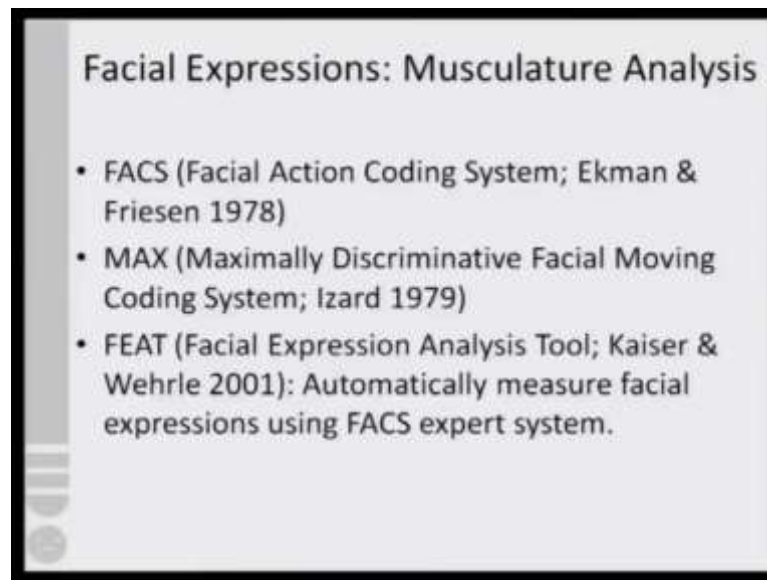 Facial Expressions: Musculature Analysis
• FACS (Facial Action Coding System; Ekman &
Friesen 1978)
• MAX (Maximally Discriminative Facial Moving
Coding System; Izard 1979)
• FEAT (Facial Expression Analysis Tool; Kaiser &
Wehrle 2001): Automatically measure facial
expressions using FACS expert system.